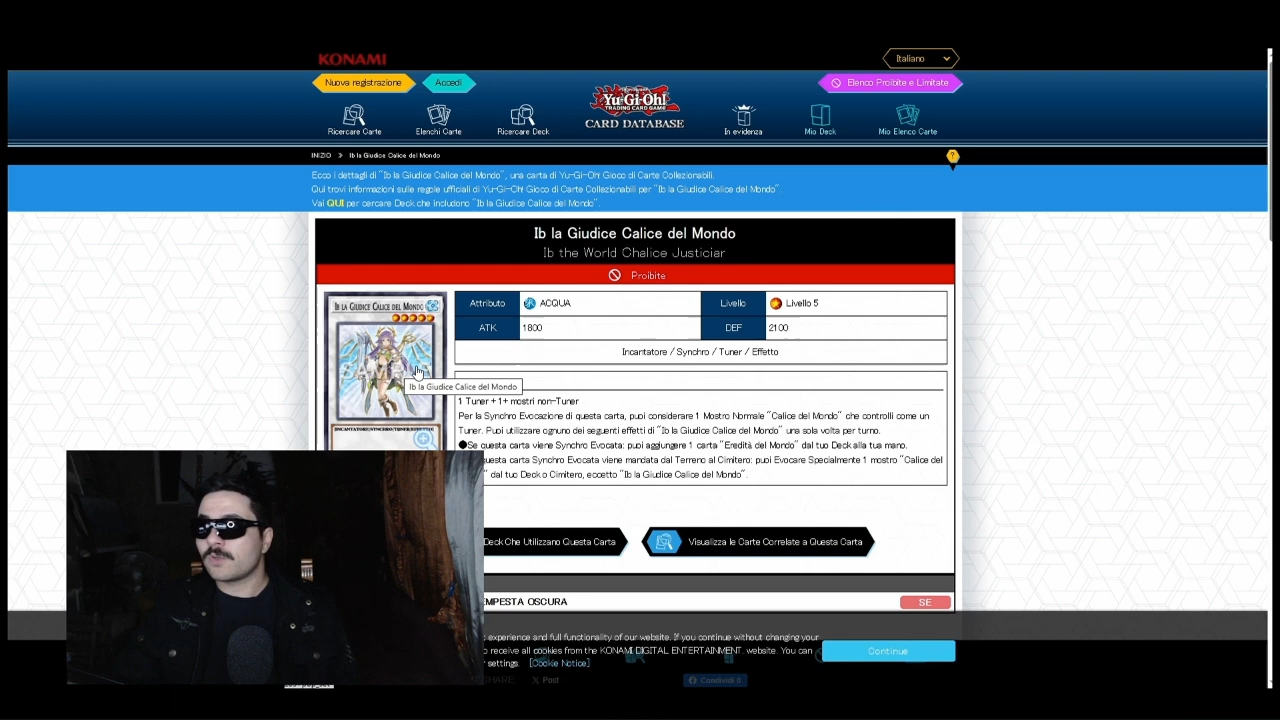 KONAMI
Italiano
Nuova registrazione
Accedi
Elenco Proibite e Limitate
Yu-Gi-Oh!
TRADING CARD GAME
CARD DATABASE
Ricercare Carte
Elenchi Carte
Ricercare Deck
In evidenza
Mio Deck
Mio Elenco Carte
INIZIO » Ib la Giudice Calice del Mondo
?
Ecco i dettagli di "Ib la Giudice Calice del Mondo", una carta di Yu-Gi-Oh! Gioco di Carte Collezionabili.
Qui trovi informazioni sulle regole ufficiali di Yu-Gi-Oh! Gioco di Carte Collezionabili per "Ib la Giudice Calice del Mondo".
Vai QUI per cercare Deck che includono "Ib la Giudice Calice del Mondo".
Ib la Giudice Calice del Mondo
Ib the World Chalice Justiciar
Proibite
Ib la Giudice Calice del Mondo
Attributo ACQUA Livello Livello 5
ATK 1800 DEF 2100
Incantatore / Synchro / Tuner / Effetto
Ib la Giudice Calice del Mondo
1 Tuner + 1+ mostri non-Tuner
Per la Synchro Evocazione di questa carta, puoi considerare 1 Mostro Normale "Calice del Mondo" che controlli come un
Tuner. Puoi utilizzare ognuno dei seguenti effetti di "Ib la Giudice Calice del Mondo" una sola volta per turno.
●Se questa carta viene Synchro Evocata: puoi aggiungere 1 carta "Eredità del Mondo" dal tuo Deck alla tua mano.
questa carta Synchro Evocata viene mandata dal Terreno al Cimitero: puoi Evocare Specialmente 1 mostro "Calice del
" dal tuo Deck o Cimitero, eccetto "Ib la Giudice Calice del Mondo".
[INCANTATORE/SYNCHRO/TUNER/EFFETTO]
Deck Che Utilizzano Questa Carta
Visualizza le Carte Correlate a Questa Carta
EMPESTA OSCURA
SE
t experience and full functionality of our website. If you continue without changing your
o receive all cookies from the KONAMI DIGITAL ENTERTAINMENT. website. You can
settings. [Cookie Notice]
Continue
SHARE:
X Post
Condividi 0